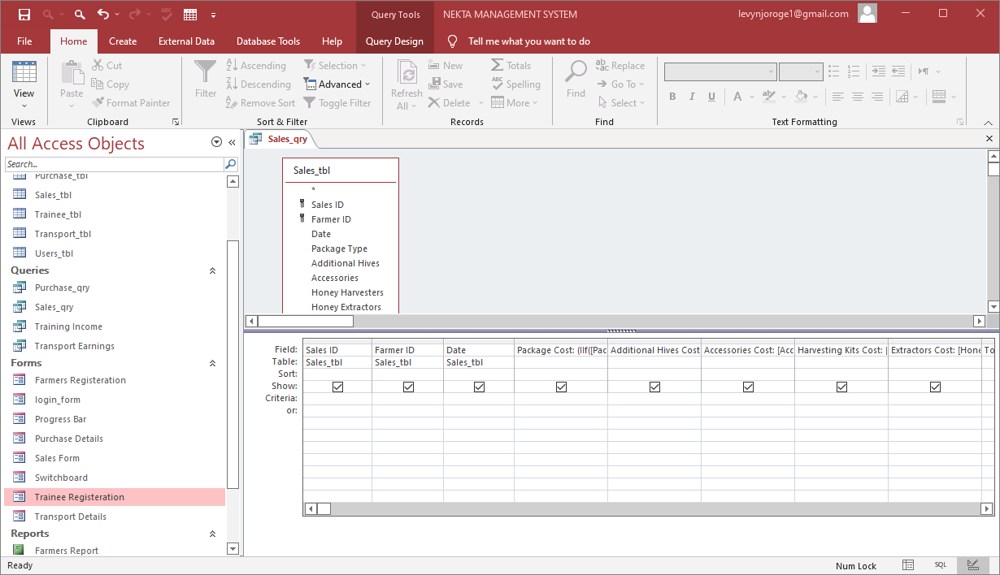 Query Tools
NEKTA MANAGEMENT SYSTEM
levynjoroge1@gmail.com
File
Home
Create
External Data
Database Tools
Help
Query Design
Tell me what you want to do
View
Views
Paste
Cut
Copy
Format Painter
Clipboard
Filter
Ascending
Descending
Remove Sort
Selection
Advanced
Toggle Filter
Sort & Filter
Refresh
All
New
Save
Delete
Totals
Spelling
More
Records
Find
Replace
Go To
Select
Find
B I U A
Text Formatting
All Access Objects
Search...
Purchase_tbl
Sales_tbl
Trainee_tbl
Transport_tbl
Users_tbl
Queries
Purchase_qry
Sales_qry
Training Income
Transport Earnings
Forms
Farmers Registeration
login_form
Progress Bar
Purchase Details
Sales Form
Switchboard
Trainee Registeration
Transport Details
Reports
Farmers Report
Sales_qry
Sales_tbl
*
Sales ID
Farmer ID
Date
Package Type
Additional Hives
Accessories
Honey Harvesters
Honey Extractors
Field: Sales ID Farmer ID Date Package Cost: (IIf([Pac Additional Hives Cost Accessories Cost: [Acc Harvesting Kits Cost: [ Extractors Cost: [Hone To
Table: Sales_tbl Sales_tbl Sales_tbl
Sort:
Show:
Criteria:
or:
Ready
Num Lock
SQL